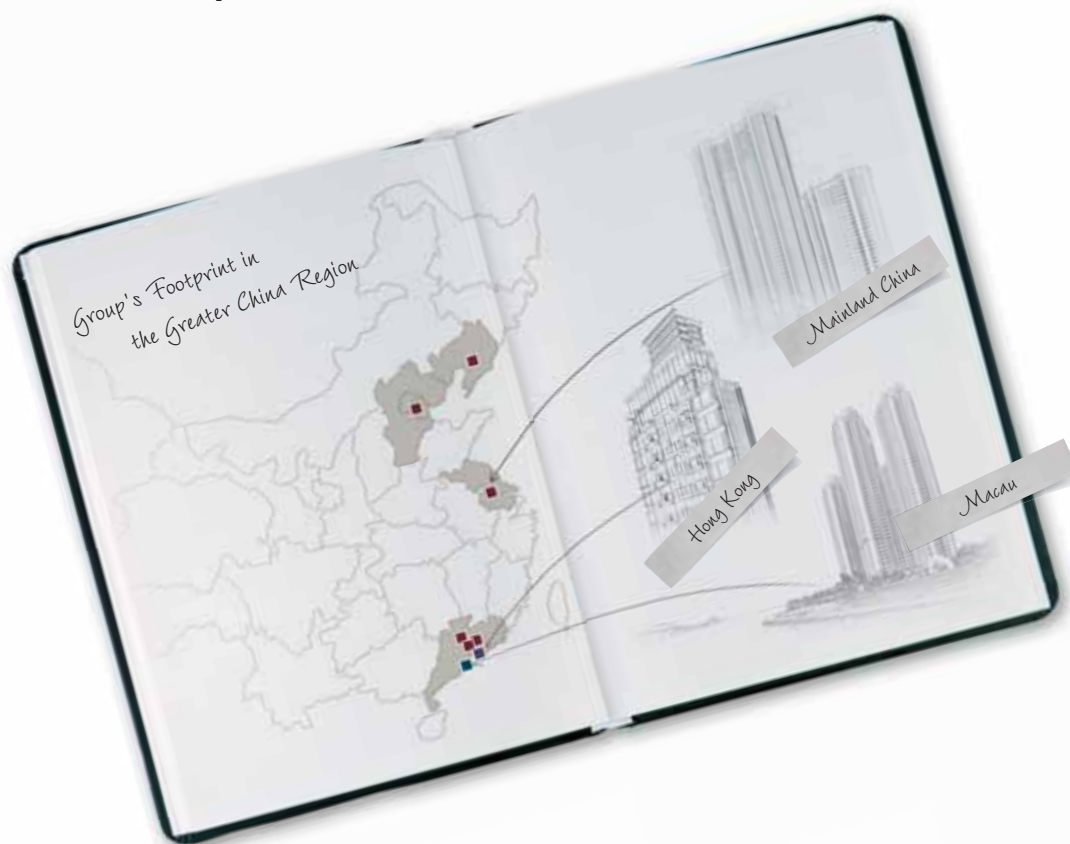 Group's Footprint in
the Greater China Region
Mainland China
Hong Kong
Macau